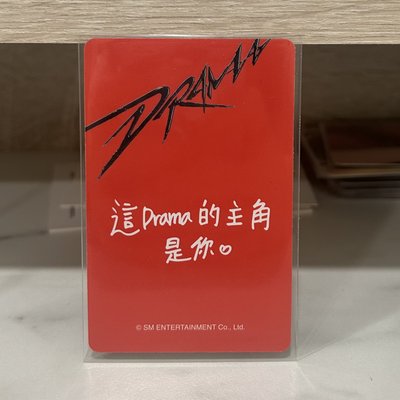 DRAMA
這Drama的主角
是你♡
© SM ENTERTAINMENT Co., Ltd.